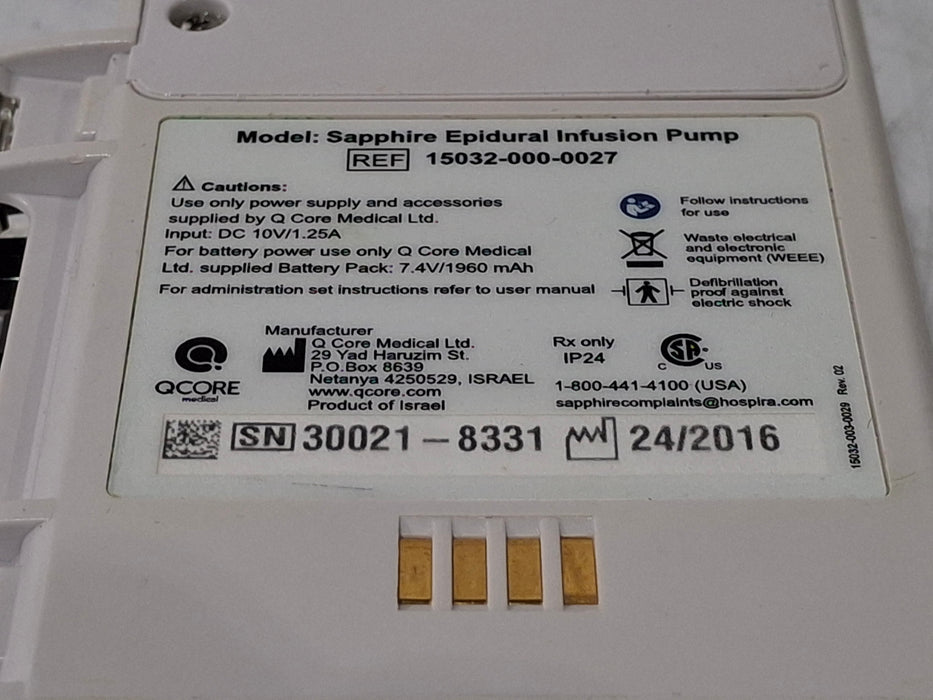 Model: Sapphire Epidural Infusion Pump
REF 15032-000-0027
Cautions:
Use only power supply and accessories
supplied by Q Core Medical Ltd.
Input: DC 10V/1.25A
For battery power use only Q Core Medical
Ltd. supplied Battery Pack: 7.4V/1960 mAh
For administration set instructions refer to user manual
Follow instructions
for use
Waste electrical
and electronic
equipment (WEEE)
Defibrillation
proof against
electric shock
QCORE
medical
Manufacturer
Q Core Medical Ltd.
29 Yad Haruzim St.
P.O.Box 8639
Netanya 4250529, ISRAEL
www.qcore.com
Product of Israel
Rx only
IP24
C SA US
1-800-441-4100 (USA)
sapphirecomplaints@hospira.com
SN 30021-8331 24/2016
15032-003-0029 Rev. 02